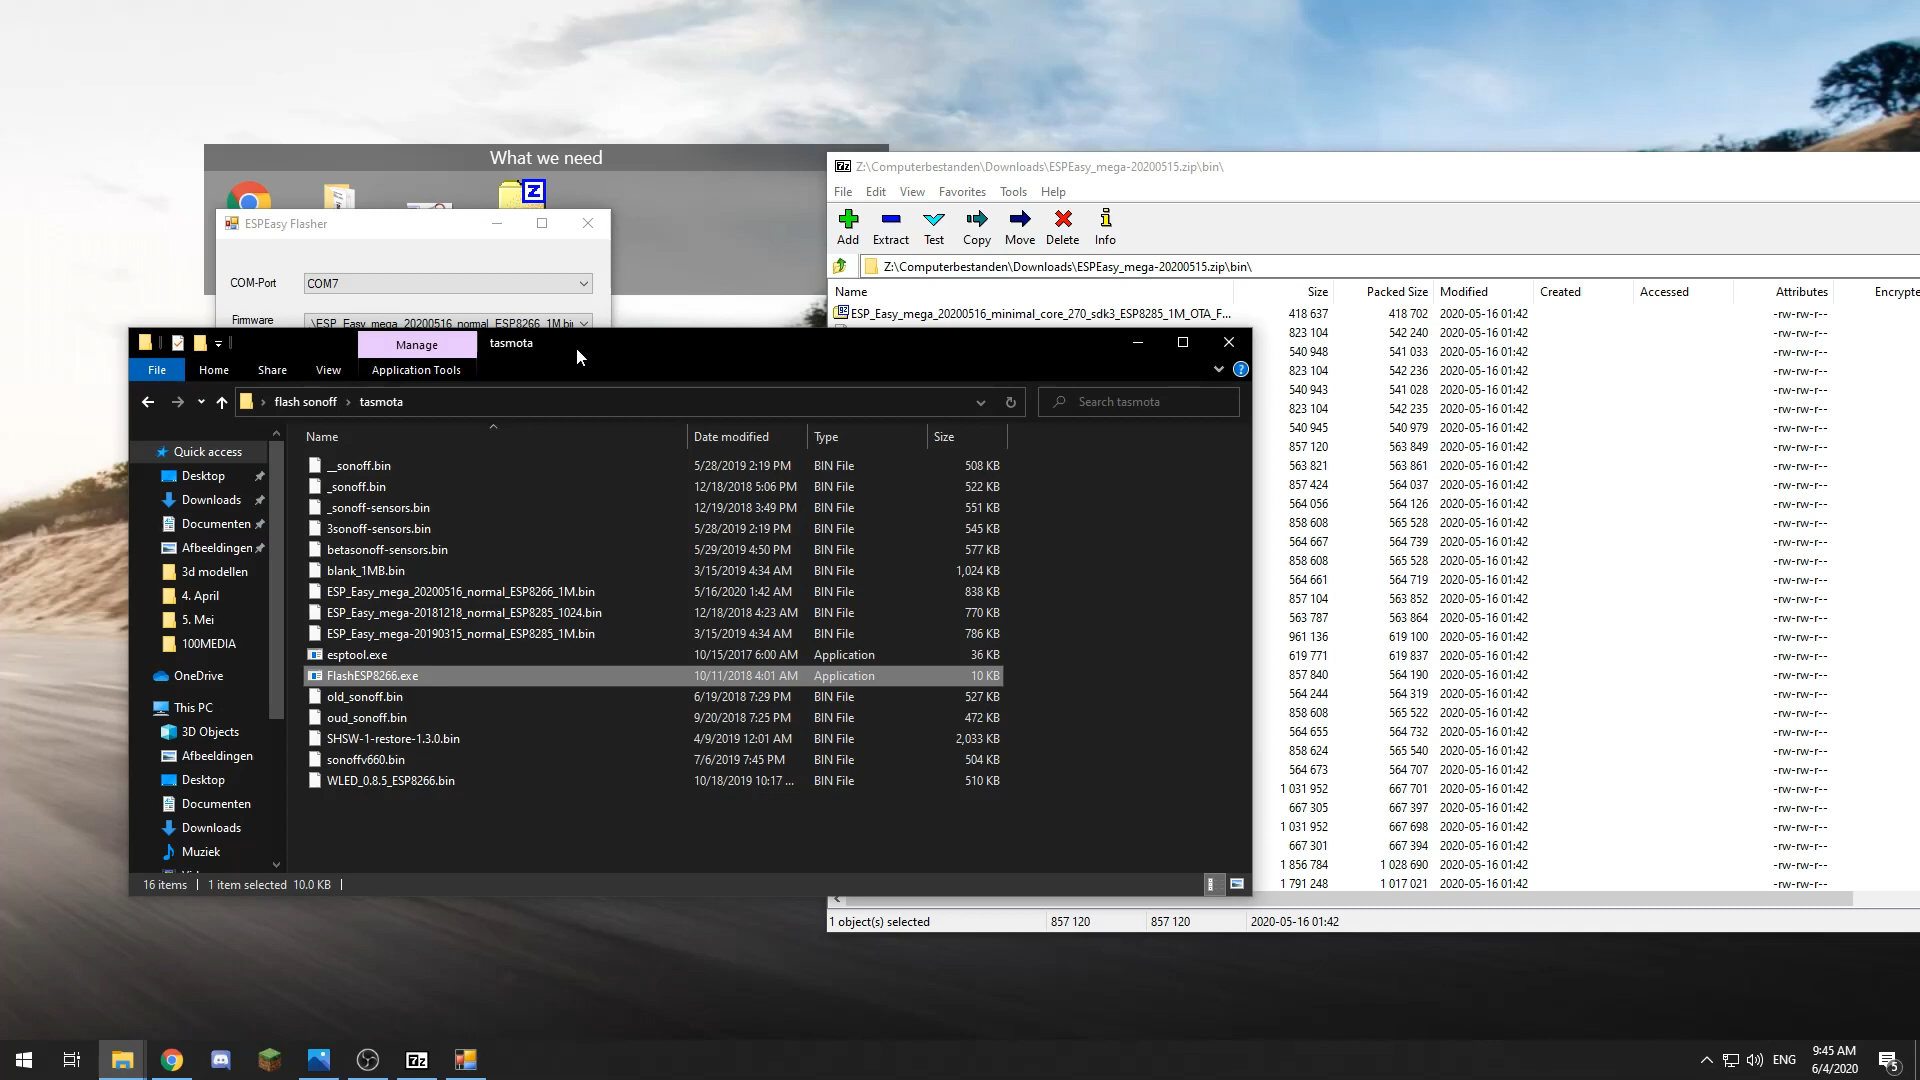 What we need
Z
ESPEasy Flasher
COM-Port
COM7
Firmware
.\ESP_Easy_mega_20200516_normal_ESP8266_1M.bin
7z Z:\Computerbestanden\Downloads\ESPEasy_mega-20200515.zip\bin\
File Edit View Favorites Tools Help
Add Extract Test Copy Move Delete Info
Z:\Computerbestanden\Downloads\ESPEasy_mega-20200515.zip\bin\
Name Size Packed Size Modified Created Accessed Attributes Encrypte
ESP_Easy_mega_20200516_minimal_core_270_sdk3_ESP8285_1M_OTA_F... 418 637 418 702 2020-05-16 01:42 -rw-rw-r--
823 104 542 240 2020-05-16 01:42 -rw-rw-r--
540 948 541 033 2020-05-16 01:42 -rw-rw-r--
823 104 542 236 2020-05-16 01:42 -rw-rw-r--
540 943 541 028 2020-05-16 01:42 -rw-rw-r--
823 104 542 235 2020-05-16 01:42 -rw-rw-r--
540 945 540 979 2020-05-16 01:42 -rw-rw-r--
857 120 563 849 2020-05-16 01:42 -rw-rw-r--
563 821 563 861 2020-05-16 01:42 -rw-rw-r--
857 424 564 037 2020-05-16 01:42 -rw-rw-r--
564 056 564 126 2020-05-16 01:42 -rw-rw-r--
858 608 565 528 2020-05-16 01:42 -rw-rw-r--
564 667 564 739 2020-05-16 01:42 -rw-rw-r--
858 608 565 528 2020-05-16 01:42 -rw-rw-r--
564 661 564 719 2020-05-16 01:42 -rw-rw-r--
857 104 563 852 2020-05-16 01:42 -rw-rw-r--
563 787 563 864 2020-05-16 01:42 -rw-rw-r--
961 136 619 100 2020-05-16 01:42 -rw-rw-r--
619 771 619 837 2020-05-16 01:42 -rw-rw-r--
857 840 564 190 2020-05-16 01:42 -rw-rw-r--
564 244 564 319 2020-05-16 01:42 -rw-rw-r--
858 608 565 522 2020-05-16 01:42 -rw-rw-r--
564 655 564 732 2020-05-16 01:42 -rw-rw-r--
858 624 565 540 2020-05-16 01:42 -rw-rw-r--
564 673 564 707 2020-05-16 01:42 -rw-rw-r--
1 031 952 667 701 2020-05-16 01:42 -rw-rw-r--
667 305 667 397 2020-05-16 01:42 -rw-rw-r--
1 031 952 667 698 2020-05-16 01:42 -rw-rw-r--
667 301 667 394 2020-05-16 01:42 -rw-rw-r--
1 856 784 1 028 690 2020-05-16 01:42 -rw-rw-r--
1 791 248 1 017 021 2020-05-16 01:42 -rw-rw-r--
1 object(s) selected 857 120 857 120 2020-05-16 01:42
Manage tasmota
File Home Share View Application Tools
flash sonoff > tasmota
Search tasmota
Quick access
Desktop
Downloads
Documenten
Afbeeldingen
3d modellen
4. April
5. Mei
100MEDIA
OneDrive
This PC
3D Objects
Afbeeldingen
Desktop
Documenten
Downloads
Muziek
Name Date modified Type Size
__sonoff.bin 5/28/2019 2:19 PM BIN File 508 KB
_sonoff.bin 12/18/2018 5:06 PM BIN File 522 KB
_sonoff-sensors.bin 12/19/2018 3:49 PM BIN File 551 KB
3sonoff-sensors.bin 5/28/2019 2:19 PM BIN File 545 KB
betasonoff-sensors.bin 5/29/2019 4:50 PM BIN File 577 KB
blank_1MB.bin 3/15/2019 4:34 AM BIN File 1,024 KB
ESP_Easy_mega_20200516_normal_ESP8266_1M.bin 5/16/2020 1:42 AM BIN File 838 KB
ESP_Easy_mega-20181218_normal_ESP8285_1024.bin 12/18/2018 4:23 AM BIN File 770 KB
ESP_Easy_mega-20190315_normal_ESP8285_1M.bin 3/15/2019 4:34 AM BIN File 786 KB
esptool.exe 10/15/2017 6:00 AM Application 36 KB
FlashESP8266.exe 10/11/2018 4:01 AM Application 10 KB
old_sonoff.bin 6/19/2018 7:29 PM BIN File 527 KB
oud_sonoff.bin 9/20/2018 7:25 PM BIN File 472 KB
SHSW-1-restore-1.3.0.bin 4/9/2019 12:01 AM BIN File 2,033 KB
sonoffv660.bin 7/6/2019 7:45 PM BIN File 504 KB
WLED_0.8.5_ESP8266.bin 10/18/2019 10:17 ... BIN File 510 KB
16 items 1 item selected 10.0 KB
7z
ENG
9:45 AM
6/4/2020
5